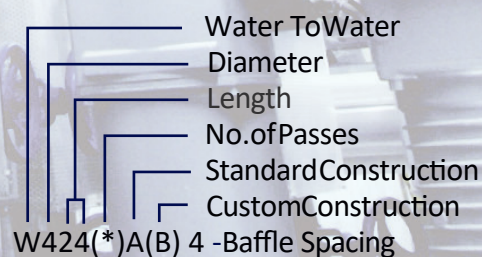 Water ToWater
Diameter
Length
No.ofPasses
StandardConstruction
CustomConstruction
W424(*)A(B) 4 -Baffle Spacing